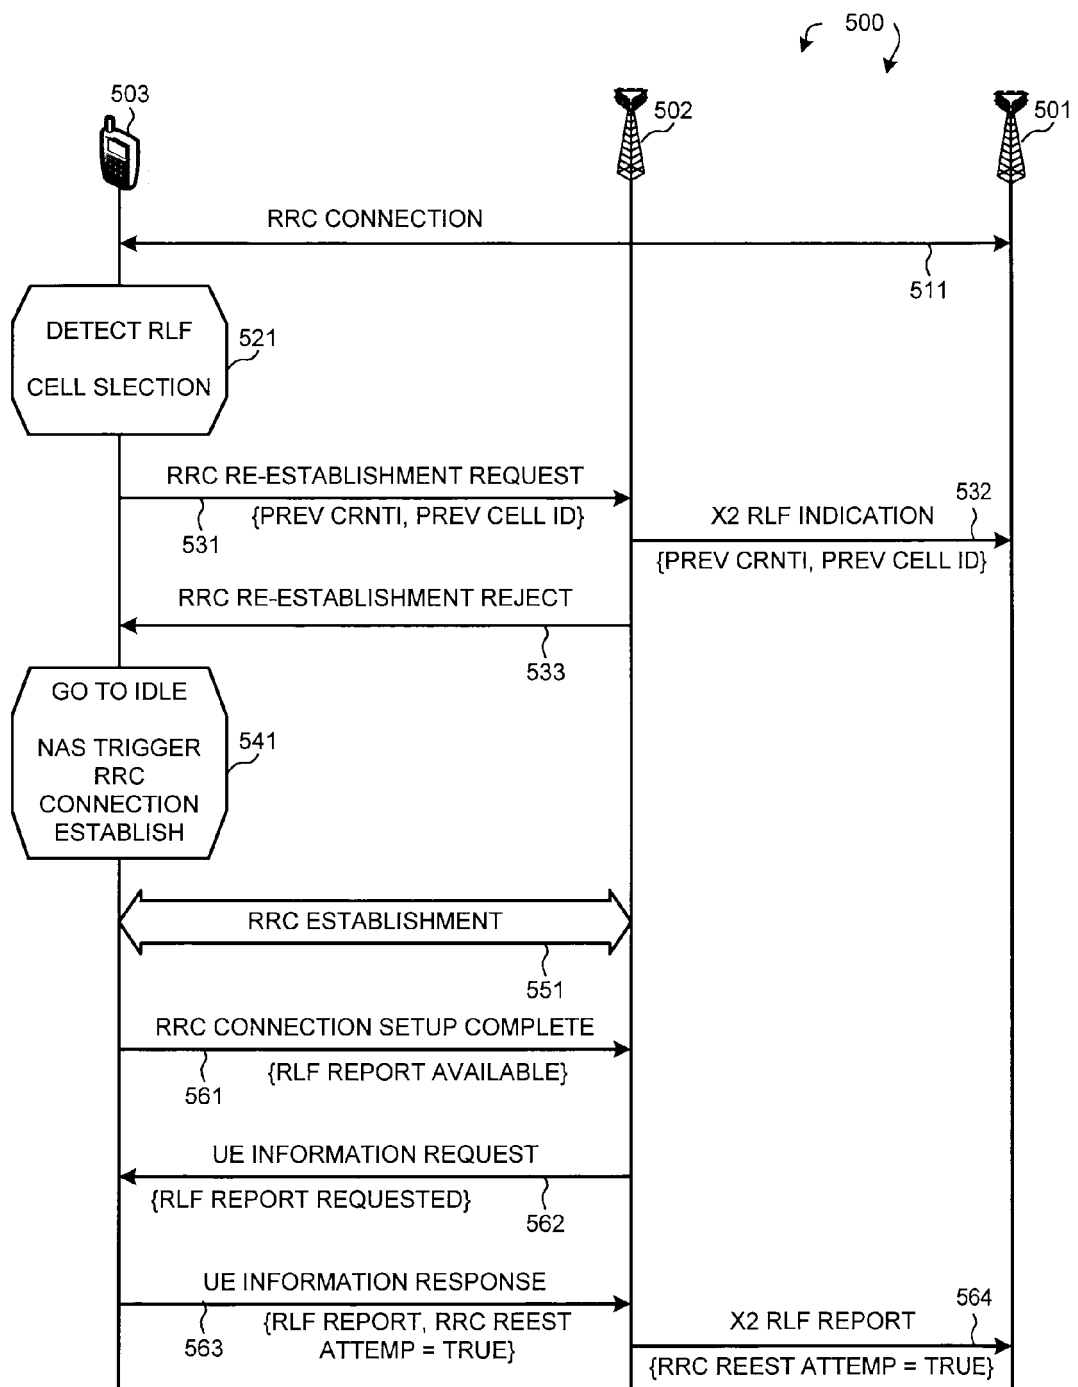 500
503
502
501
RRC CONNECTION
511
DETECT RLF
CELL SLECTION
521
RRC RE-ESTABLISHMENT REQUEST
{PREV CRNTI, PREV CELL ID}
531
532
X2 RLF INDICATION
{PREV CRNTI, PREV CELL ID}
RRC RE-ESTABLISHMENT REJECT
533
GO TO IDLE
NAS TRIGGER
RRC
CONNECTION
ESTABLISH
541
RRC ESTABLISHMENT
551
RRC CONNECTION SETUP COMPLETE
{RLF REPORT AVAILABLE}
561
UE INFORMATION REQUEST
{RLF REPORT REQUESTED}
562
UE INFORMATION RESPONSE
{RLF REPORT, RRC REEST
ATTEMP = TRUE}
563
564
X2 RLF REPORT
{RRC REEST ATTEMP = TRUE}